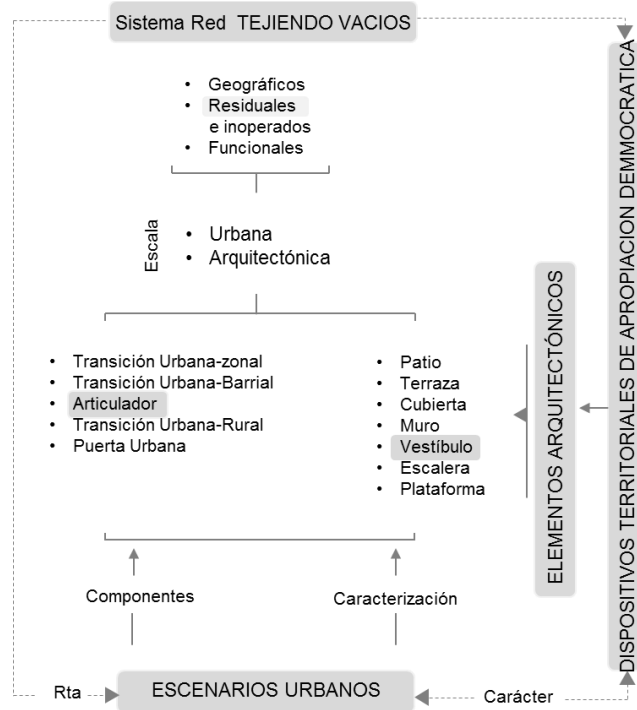 Sistema Red TEJIENDO VACIOS
• Geográficos
• Residuales
e inoperados
• Funcionales
Escala
• Urbana
• Arquitectónica
• Transición Urbana-zonal
• Transición Urbana-Barrial
• Articulador
• Transición Urbana-Rural
• Puerta Urbana
• Patio
• Terraza
• Cubierta
• Muro
• Vestíbulo
• Escalera
• Plataforma
ELEMENTOS ARQUITECTÓNICOS
DISPOSITIVOS TERRITORIALES DE APROPIACION DEMMOCRATICA
Componentes
Caracterización
Rta
ESCENARIOS URBANOS
Carácter